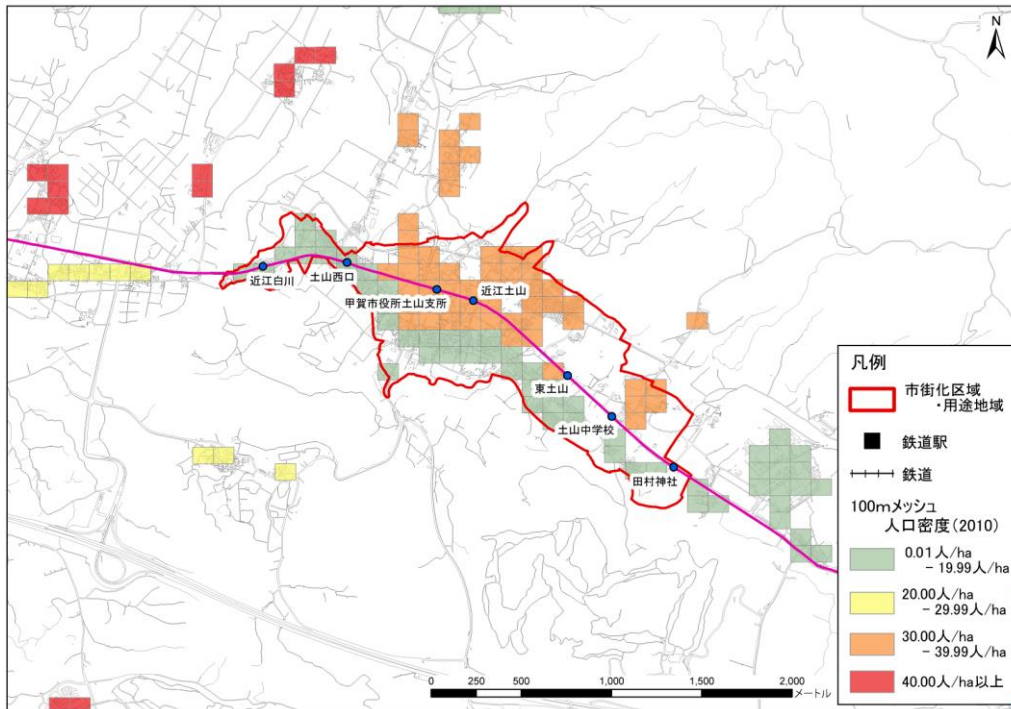 N
近江白川
土山西口
甲賀市役所土山支所
近江土山
東土山
土山中学校
田村神社
凡例
市街化区域
・用途地域
鉄道駅
鉄道
100mメッシュ
人口密度(2010)
0.01人/ha
- 19.99人/ha
20.00人/ha
- 29.99人/ha
30.00人/ha
- 39.99人/ha
40.00人/ha以上
0 250 500 1,000 1,500 2,000
メートル